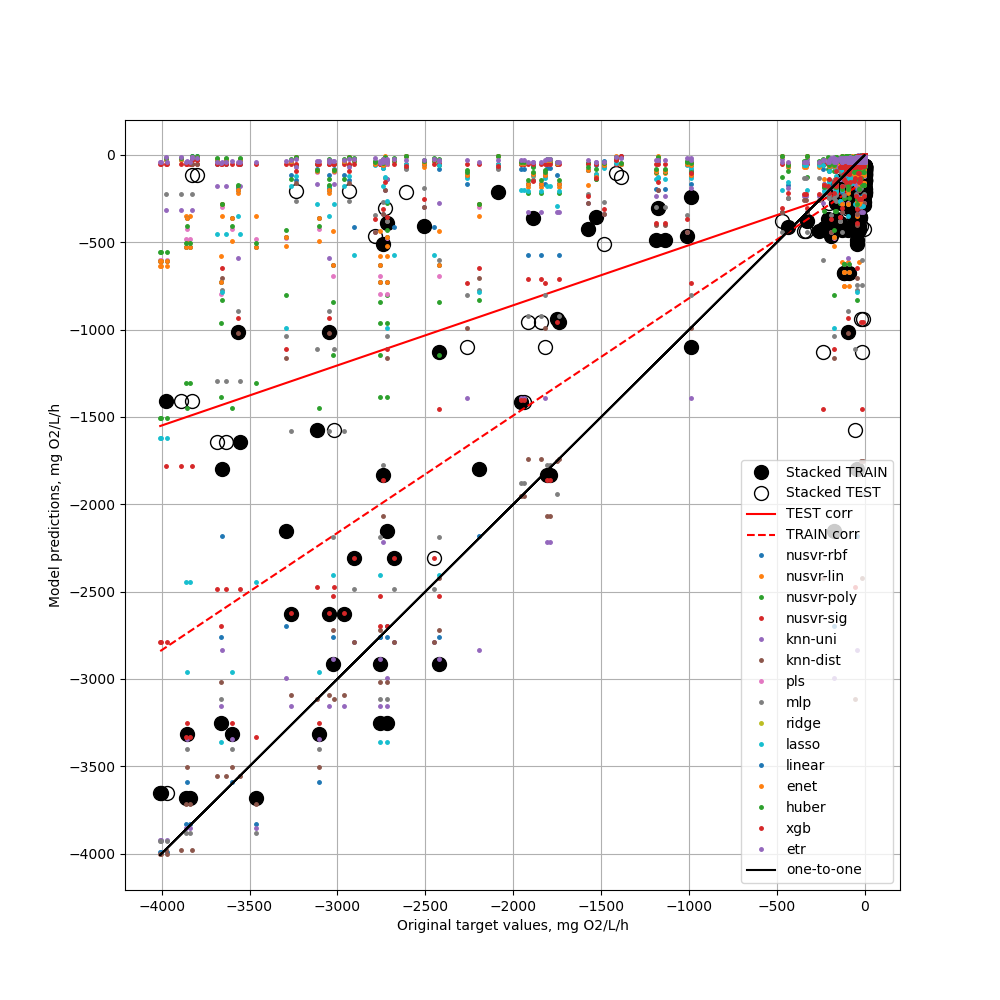 0
−500
−1000
−1500
−2000
−2500
−3000
−3500
−4000
Model predictions, mg O2/L/h
−4000 −3500 −3000 −2500 −2000 −1500 −1000 −500 0
Original target values, mg O2/L/h
Stacked TRAIN
Stacked TEST
TEST corr
TRAIN corr
nusvr-rbf
nusvr-lin
nusvr-poly
nusvr-sig
knn-uni
knn-dist
pls
mlp
ridge
lasso
linear
enet
huber
xgb
etr
one-to-one